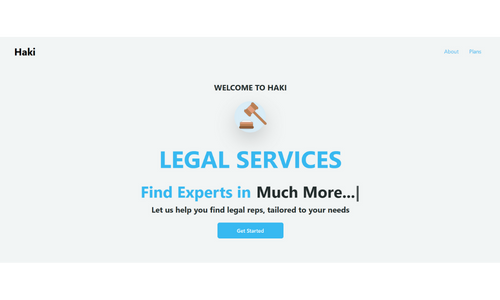 Haki
About Plans
WELCOME TO HAKI
LEGAL SERVICES
Find Experts in Much More...|
Let us help you find legal reps, tailored to your needs
Get Started